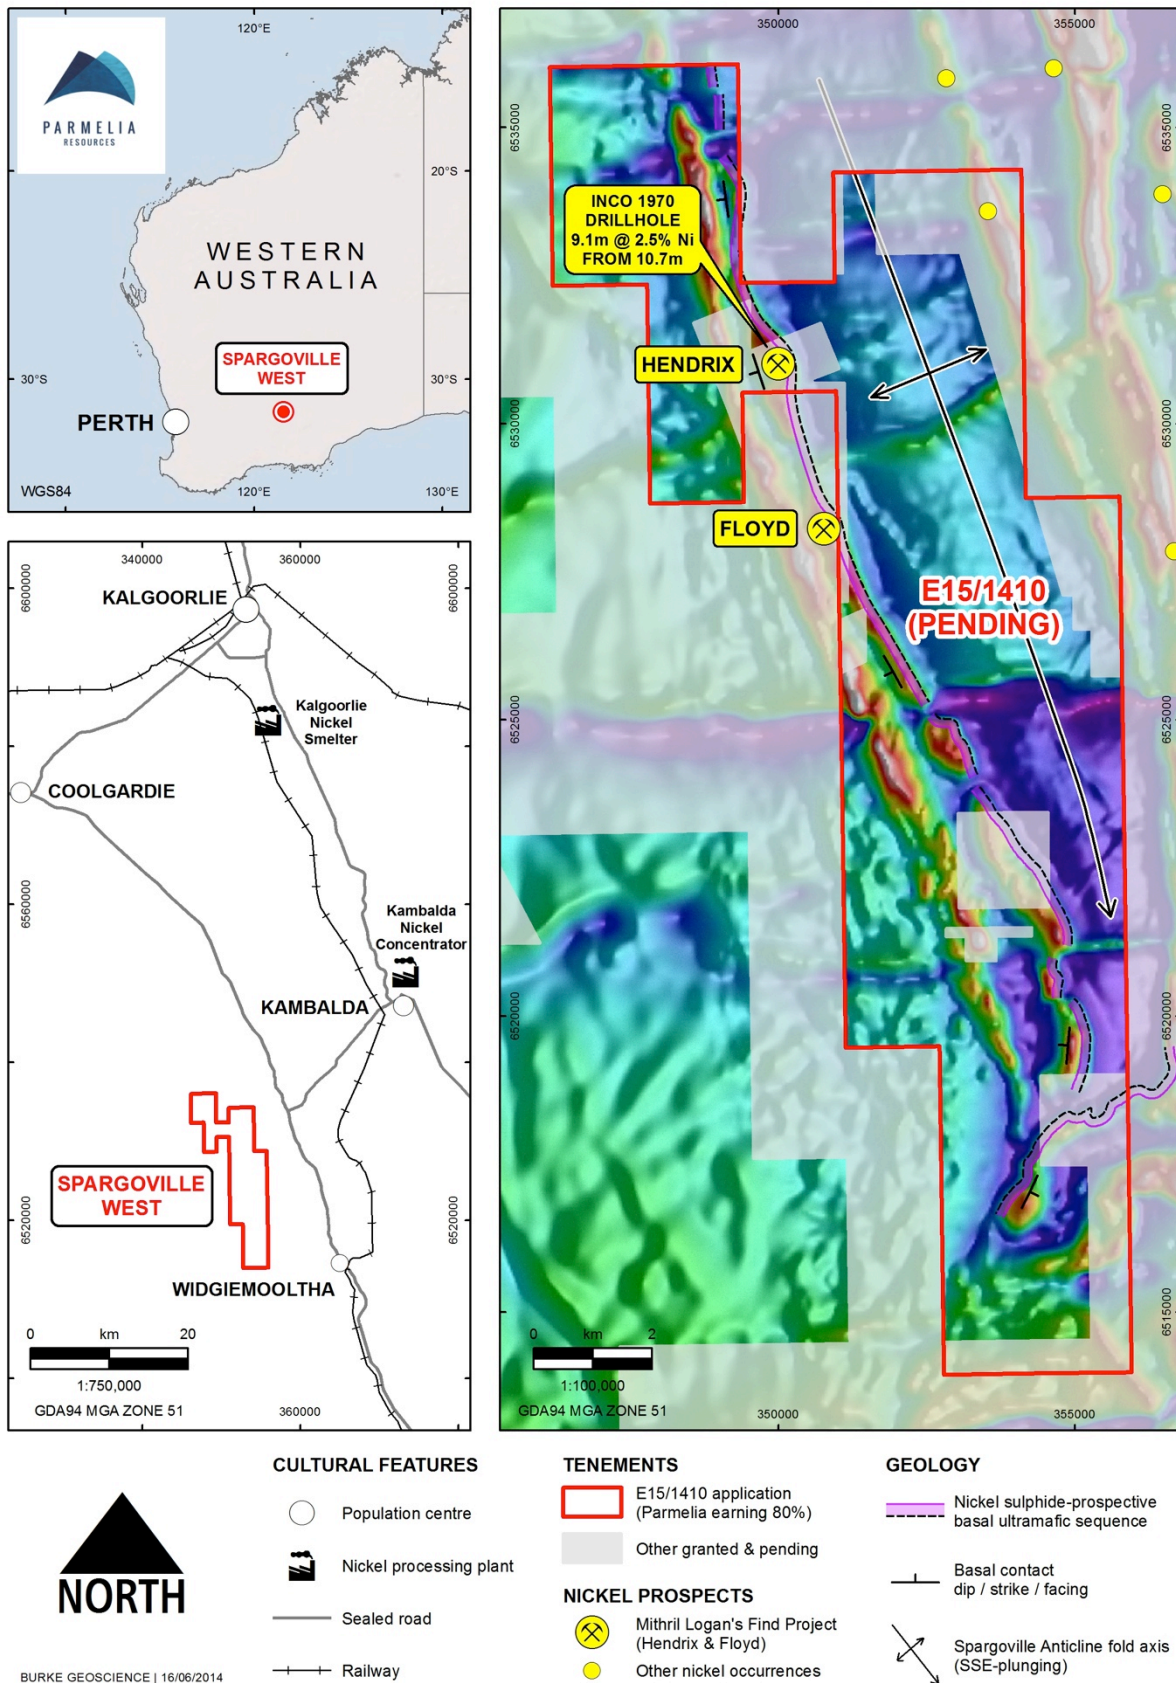 120°E
PARMELIA
RESOURCES
20°S
20°S
WESTERN
AUSTRALIA
SPARGOVILLE
WEST
30°S
30°S
PERTH
WGS84
120°E
130°E
340000
360000
6600000
6600000
KALGOORLIE
Kalgoorlie
Nickel
Smelter
COOLGARDIE
6560000
6560000
Kambalda
Nickel
Concentrator
KAMBALDA
SPARGOVILLE
WEST
6520000
6520000
WIDGIEMOOLTHA
0 km 20
1:750,000
GDA94 MGA ZONE 51
360000
350000
355000
6535000
6535000
INCO 1970
DRILLHOLE
9.1m @ 2.5% Ni
FROM 10.7m
HENDRIX
6530000
6530000
FLOYD
E15/1410
(PENDING)
6525000
6525000
6520000
6520000
6515000
0 km 2
1:100,000
GDA94 MGA ZONE 51
350000
355000
NORTH
BURKE GEOSCIENCE | 16/06/2014
CULTURAL FEATURES
Population centre
Nickel processing plant
Sealed road
Railway
TENEMENTS
E15/1410 application
(Parmelia earning 80%)
Other granted & pending
NICKEL PROSPECTS
Mithril Logan's Find Project
(Hendrix & Floyd)
Other nickel occurrences
GEOLOGY
Nickel sulphide-prospective
basal ultramafic sequence
Basal contact
dip / strike / facing
Spargoville Anticline fold axis
(SSE-plunging)